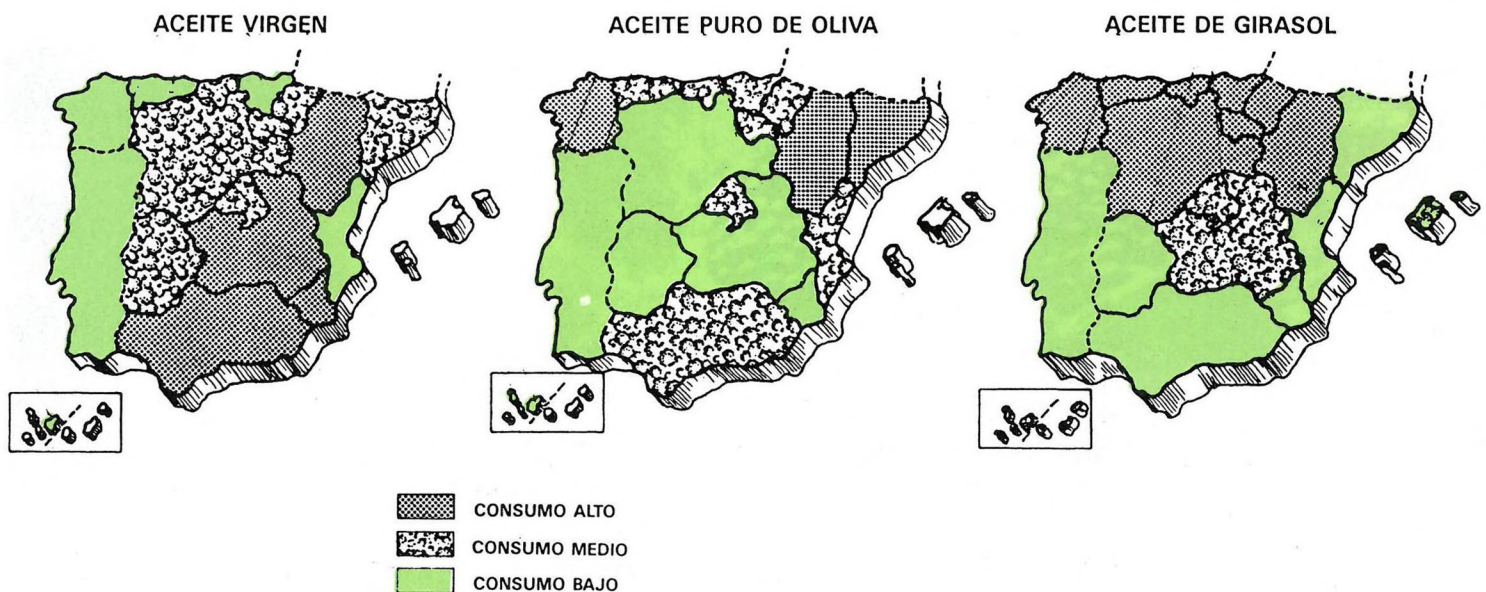 ACEITE VIRGEN
ACEITE PURO DE OLIVA
ACEITE DE GIRASOL
CONSUMO ALTO
CONSUMO MEDIO
CONSUMO BAJO